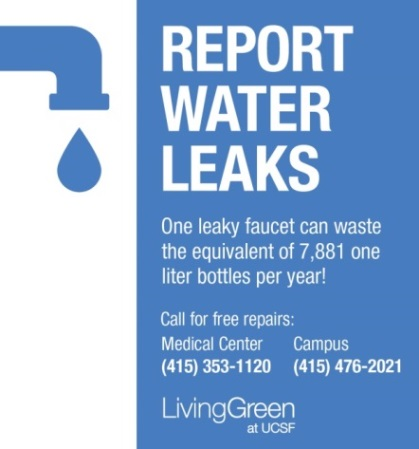 REPORT
WATER
LEAKS
One leaky faucet can waste
the equivalent of 7,881 one
liter bottles per year!
Call for free repairs:
Medical Center Campus
(415) 353-1120 (415) 476-2021
LivingGreen
at UCSF